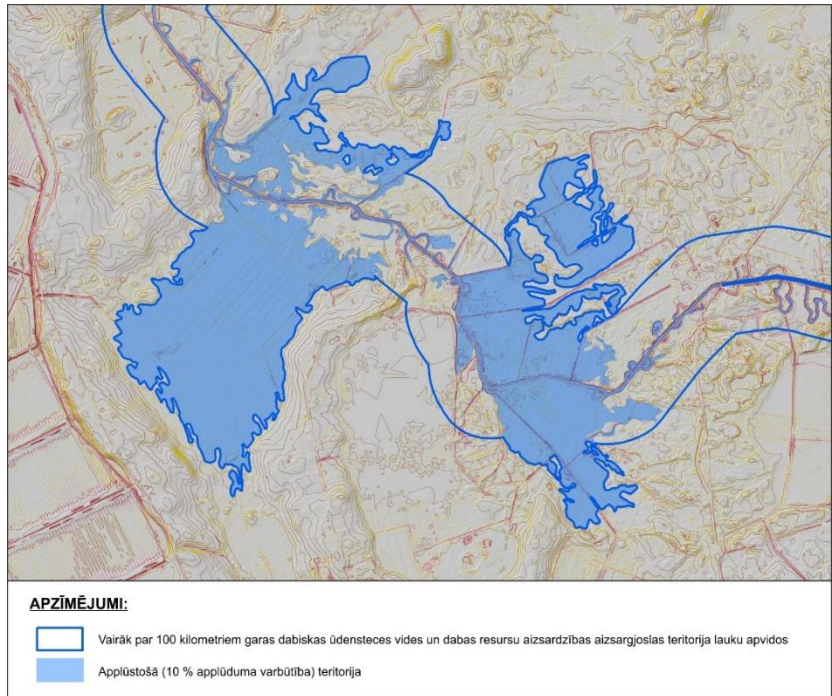 APZĪMĒJUMI:
Vairāk par 100 kilometriem garas dabiskas ūdensteces vides un dabas resursu aizsardzības aizsargjoslas teritorija lauku apvidos
Applūstošā (10 % applūduma varbūtība) teritorija